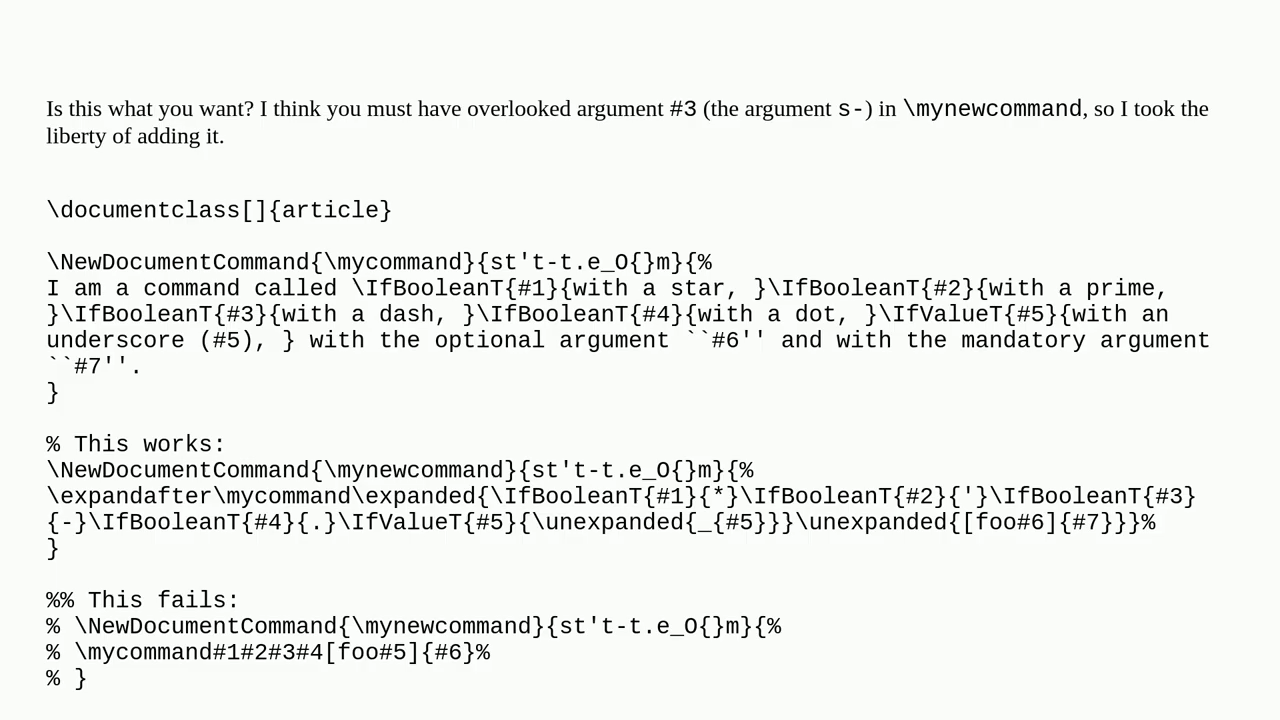 Is this what you want? I think you must have overlooked argument #3 (the argument s-) in \mynewcommand, so I took the
liberty of adding it.
\documentclass[]{article}
\NewDocumentCommand{\mycommand}{st't-t.e_O{}m}{%
I am a command called \IfBooleanT{#1}{with a star, }\IfBooleanT{#2}{with a prime,
}\IfBooleanT{#3}{with a dash, }\IfBooleanT{#4}{with a dot, }\IfValueT{#5}{with an
underscore (#5), } with the optional argument ``#6'' and with the mandatory argument
``#7''.
}
% This works:
\NewDocumentCommand{\mynewcommand}{st't-t.e_O{}m}{%
\expandafter\mycommand\expanded{\IfBooleanT{#1}{*}\IfBooleanT{#2}{'}\IfBooleanT{#3}
{-}\IfBooleanT{#4}{.}\IfValueT{#5}{\unexpanded{_{#5}}}\unexpanded{[foo#6]{#7}}}%
}
%% This fails:
% \NewDocumentCommand{\mynewcommand}{st't-t.e_O{}m}{%
% \mycommand#1#2#3#4[foo#5]{#6}%
% }